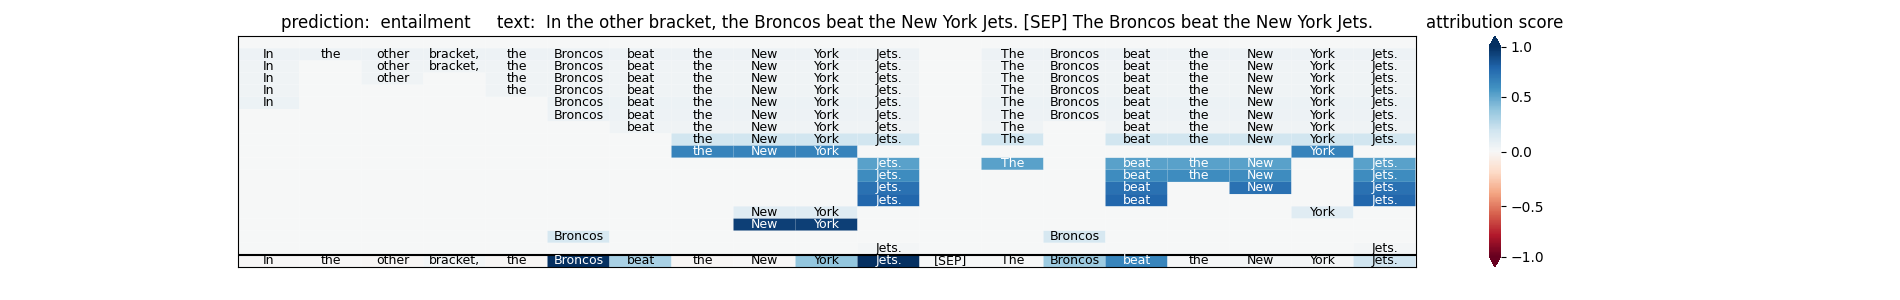 prediction: entailment text: In the other bracket, the Broncos beat the New York Jets. [SEP] The Broncos beat the New York Jets. attribution score
In the other bracket, the Broncos beat the New York Jets. The Broncos beat the New York Jets. 1.0
In other bracket, the Broncos beat the New York Jets. The Broncos beat the New York Jets.
In other the Broncos beat the New York Jets. The Broncos beat the New York Jets.
In the Broncos beat the New York Jets. The Broncos beat the New York Jets. 0.5
In Broncos beat the New York Jets. The Broncos beat the New York Jets.
Broncos beat the New York Jets. The Broncos beat the New York Jets.
beat the New York Jets. The beat the New York Jets.
the New York Jets. The beat the New York Jets.
the New York York 0.0
Jets. The beat the New Jets.
Jets. beat the New Jets.
Jets. beat New Jets.
Jets. beat Jets.
New York York −0.5
New York
Broncos Broncos
Jets. Jets.
In the other bracket, the Broncos beat the New York Jets. [SEP] The Broncos beat the New York Jets. −1.0